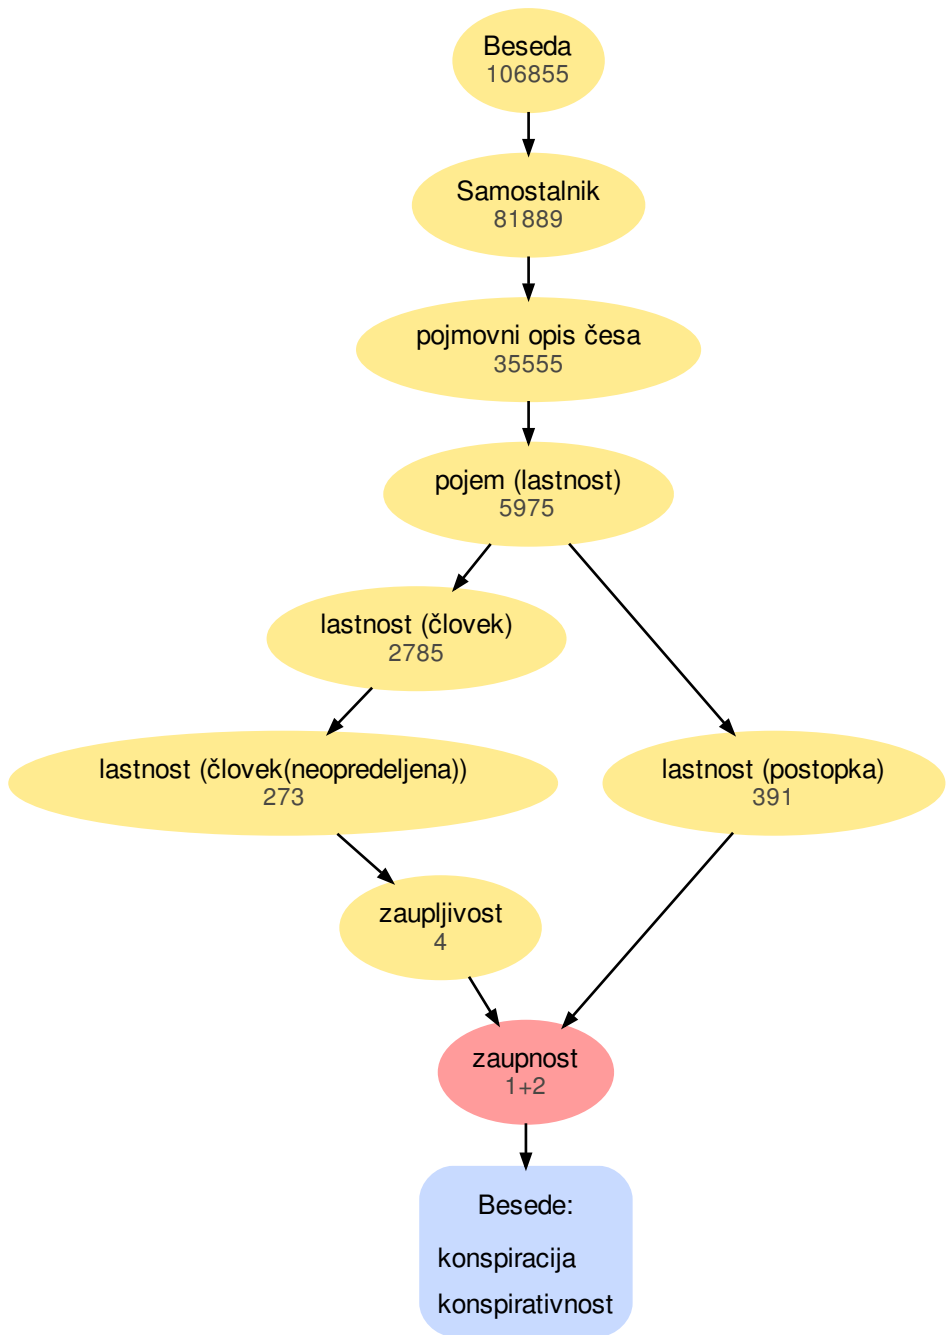 Beseda
106855
Samostalnik
81889
pojmovni opis česa
35555
pojem (lastnost)
5975
lastnost (človek)
2785
lastnost (človek(neopredeljena))
273
lastnost (postopka)
391
zaupljivost
4
zaupnost
1+2
Besede:
konspiracija
konspirativnost